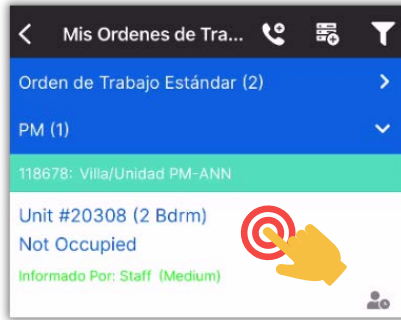 Mis Ordenes de Tra...
Orden de Trabajo Estándar (2)
PM (1)
118678: Villa/Unidad PM-ANN
Unit #20308 (2 Bdrm)
Not Occupied
Informado Por: Staff (Medium)